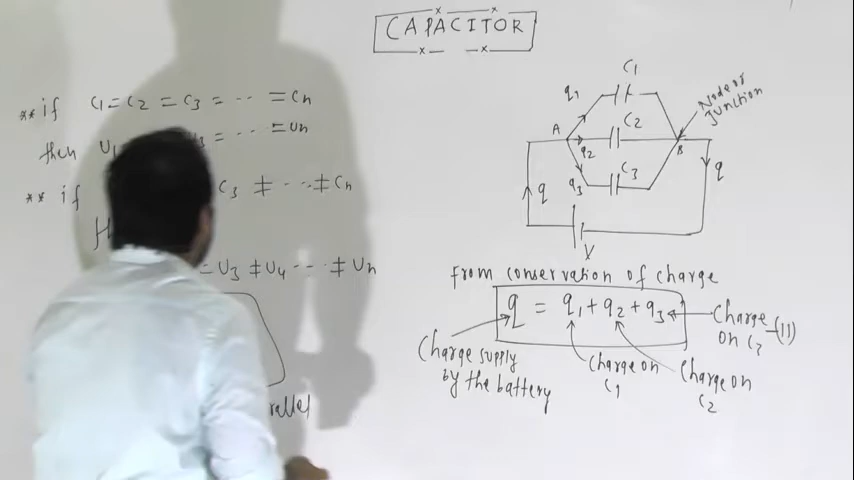 CAPACITOR
** if C1 = C2 = C3 = ... = Cn
then U1 = ... = Un
** if C3 ≠ ... ≠ Cn
= U3 ≠ U4 ... ≠ Un
rallel
C1
q1
Node or
Junction
A
C2
q2
B
C3
q3
q
q
V
From conservation of charge
q = q1 + q2 + q3
Charge
on C3 -(11)
Charge supply
by the battery
Charge on
C1
Charge on
C2